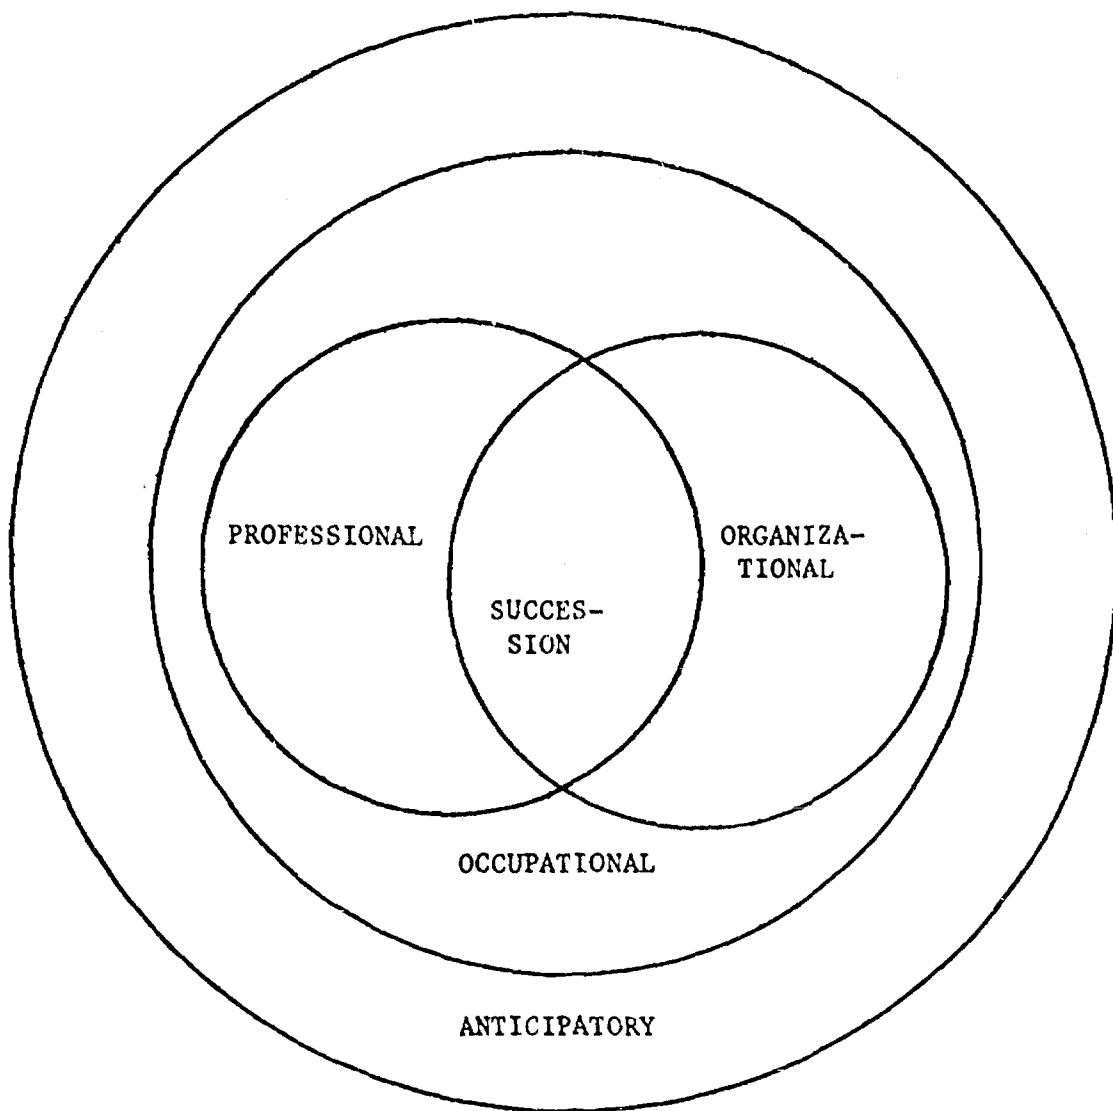 PROFESSIONAL
ORGANIZA-
TIONAL
SUCCES-
SION
OCCUPATIONAL
ANTICIPATORY